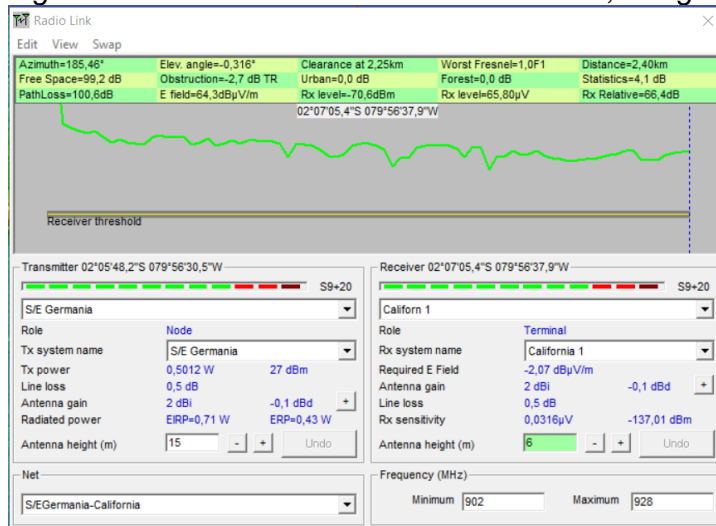 Radio Link
Edit View Swap
Azimuth=185,46° Elev. angle=-0,316° Clearance at 2,25km Worst Fresnel=1,0F1 Distance=2,40km
Free Space=99,2 dB Obstruction=-2,7 dB TR Urban=0,0 dB Forest=0,0 dB Statistics=4,1 dB
PathLoss=100,6dB E field=64,3dBµV/m Rx level=-70,6dBm Rx level=65,80µV Rx Relative=66,4dB
02°07'05,4"S 079°56'37,9"W
Receiver threshold
Transmitter 02°05'48,2"S 079°56'30,5"W
S9+20
S/E Germania
Role Node
Tx system name S/E Germania
Tx power 0,5012 W 27 dBm
Line loss 0,5 dB
Antenna gain 2 dBi -0,1 dBd +
Radiated power EIRP=0,71 W ERP=0,43 W
Antenna height (m) 15 - + Undo
Receiver 02°07'05,4"S 079°56'37,9"W
S9+20
Californ 1
Role Terminal
Rx system name California 1
Required E Field -2,07 dBµV/m
Antenna gain 2 dBi -0,1 dBd +
Line loss 0,5 dB
Rx sensitivity 0,0316µV -137,01 dBm
Antenna height (m) 6 - + Undo
Net
S/EGermania-California
Frequency (MHz)
Minimum 902 Maximum 928